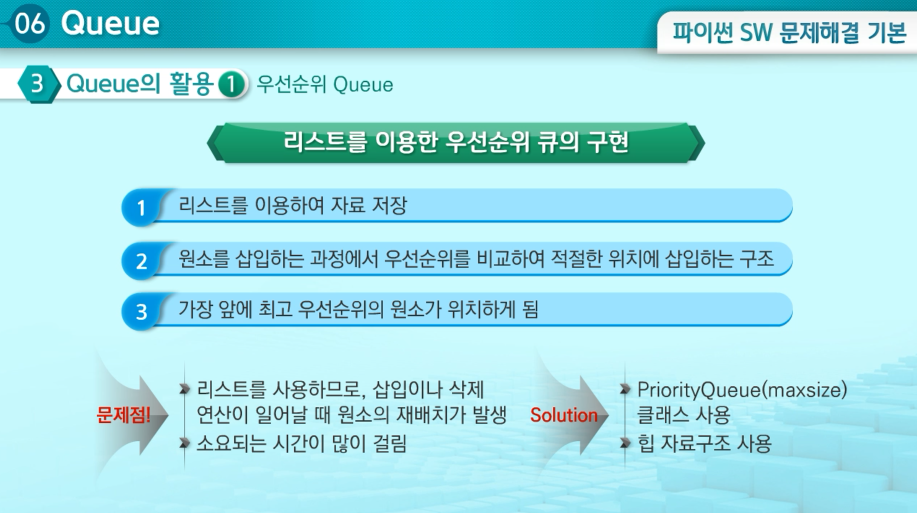 06 Queue
파이썬 SW 문제해결 기본
3 Queue의 활용 1 우선순위 Queue
리스트를 이용한 우선순위 큐의 구현
1 리스트를 이용하여 자료 저장
2 원소를 삽입하는 과정에서 우선순위를 비교하여 적절한 위치에 삽입하는 구조
3 가장 앞에 최고 우선순위의 원소가 위치하게 됨
문제점!
리스트를 사용하므로, 삽입이나 삭제
연산이 일어날 때 원소의 재배치가 발생
소요되는 시간이 많이 걸림
Solution
PriorityQueue(maxsize)
클래스 사용
힙 자료구조 사용